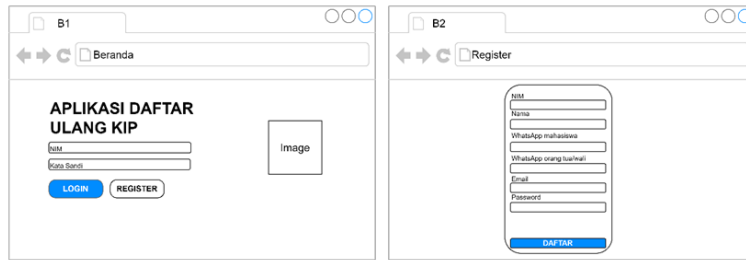 B1
Beranda
APLIKASI DAFTAR
ULANG KIP
NIM
Kata Sandi
LOGIN REGISTER
Image
B2
Register
NIM
Nama
WhatsApp mahasiswa
WhatsApp orang tua/wali
Email
Password
DAFTAR